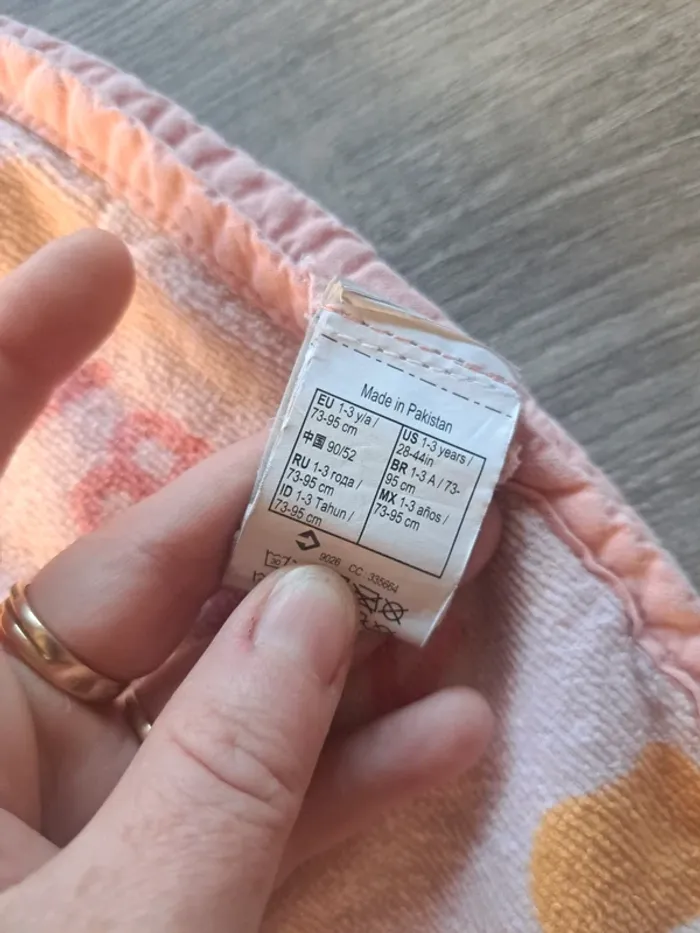 Made in Pakistan
EU 1-3 y/a /
73-95 cm
中国 90/52
RU 1-3 года /
73-95 cm
ID 1-3 Tahun /
73-95 cm
US 1-3 years /
28-44in
BR 1-3 A / 73-
95 cm
MX 1-3 años /
73-95 cm
9026 CC: 335664
30